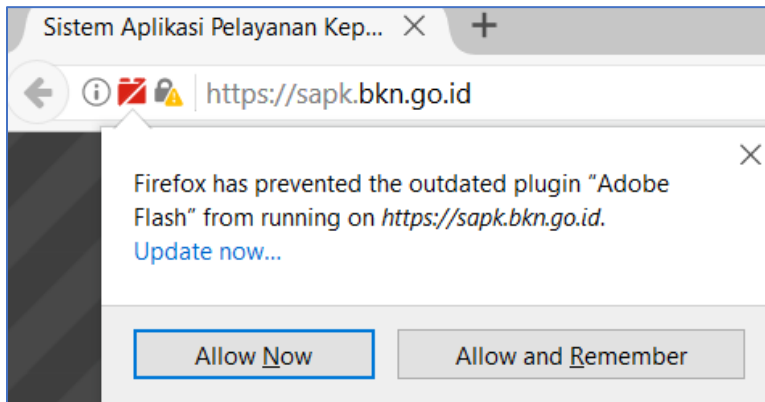 Sistem Aplikasi Pelayanan Kep...
https://sapk.bkn.go.id
Firefox has prevented the outdated plugin “Adobe
Flash” from running on https://sapk.bkn.go.id.
Update now...
Allow Now
Allow and Remember